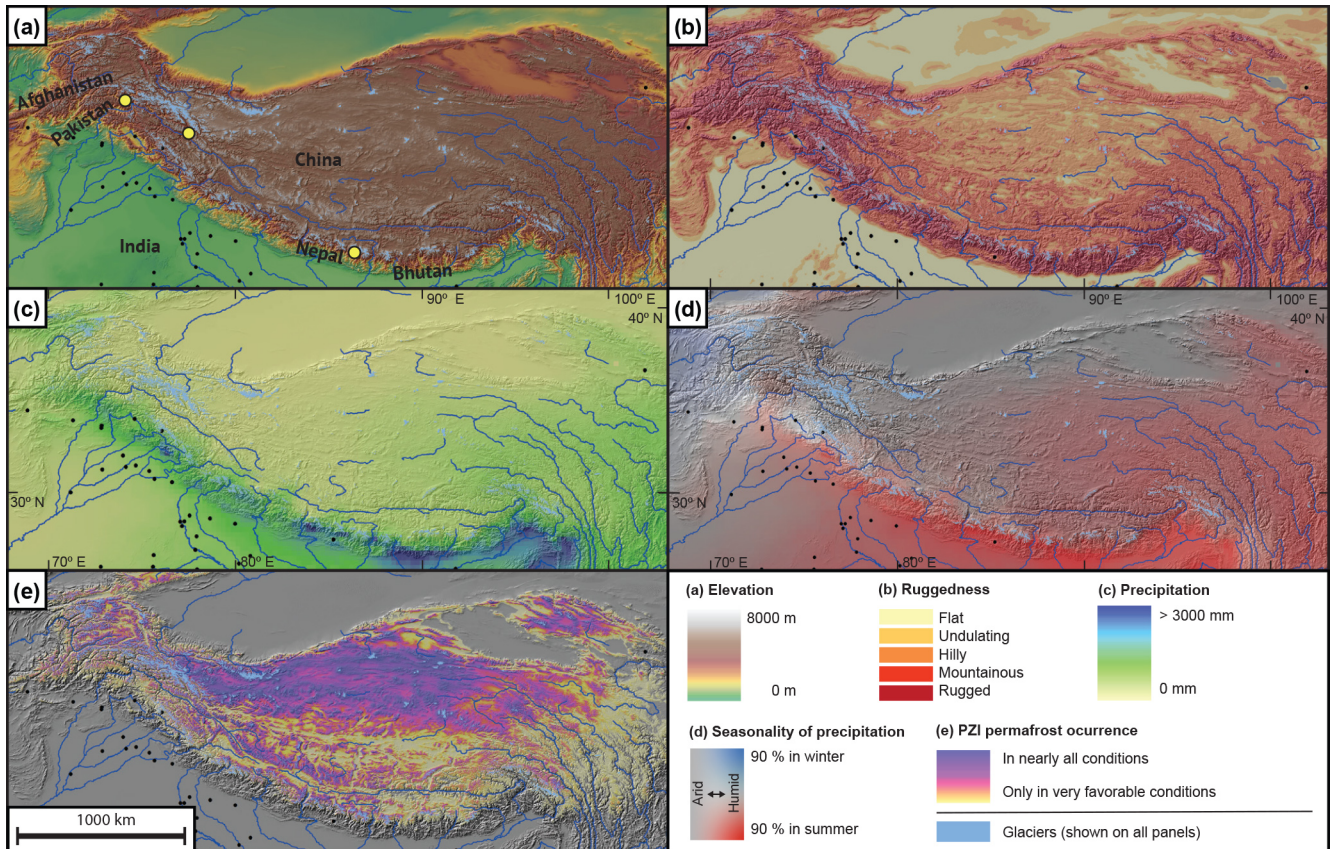 (a)
Afghanistan
Pakistan
China
India
Nepal
Bhutan
(b)
(c)
90º E
100º E
40º N
30º N
70º E
80º E
(d)
90º E
100º E
40º N
30º N
70º E
80º E
(e)
1000 km
(a) Elevation
8000 m
0 m
(b) Ruggedness
Flat
Undulating
Hilly
Mountainous
Rugged
(c) Precipitation
> 3000 mm
0 mm
(d) Seasonality of precipitation
Arid
Humid
90 % in winter
90 % in summer
(e) PZI permafrost ocurrence
In nearly all conditions
Only in very favorable conditions
Glaciers (shown on all panels)